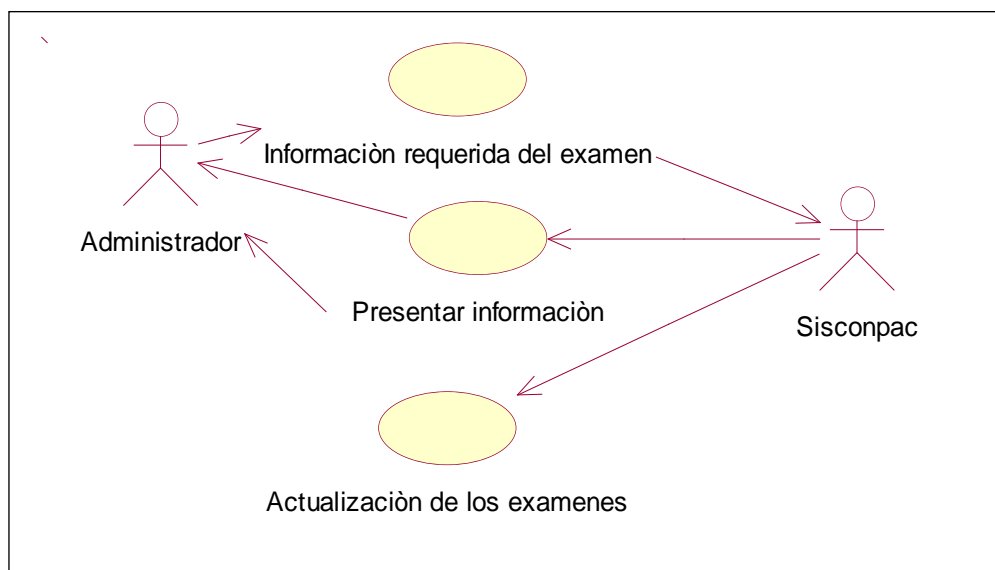 Informaciòn requerida del examen
Administrador
Presentar informaciòn
Sisconpac
Actualizaciòn de los examenes